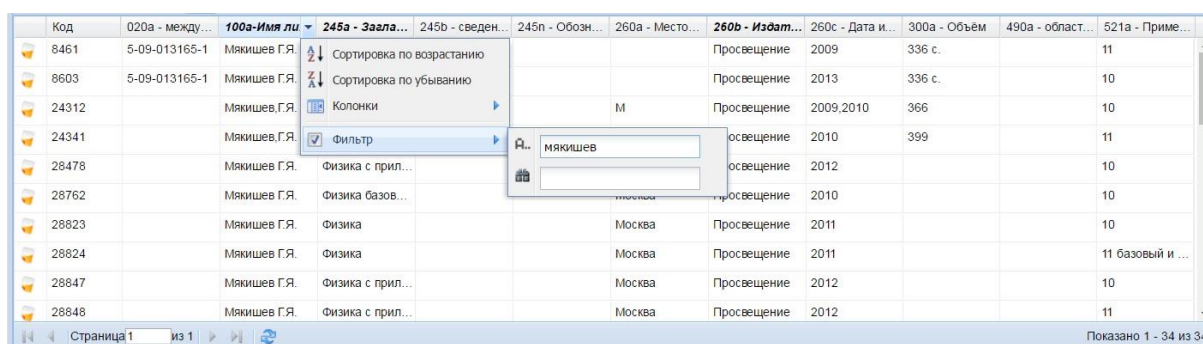 Код 020a - между... 100a-Имя ли 245a - Загла... 245b - сведен... 245n - Обозн... 260a - Место... 260b - Издат... 260c - Дата и... 300a - Объём 490a - област... 521a - Приме...
8461 5-09-013165-1 Мякишев Г.Я. Просвещение 2009 336 с. 11
Сортировка по возрастанию
8603 5-09-013165-1 Мякишев Г.Я. Просвещение 2013 336 с. 10
Сортировка по убыванию
24312 Мякишев,Г.Я. М Просвещение 2009,2010 366 10
Колонки
24341 Мякишев,Г.Я. 2010 399 11
Фильтр
мякишев
28478 Мякишев Г.Я. Физика с прил... 2012 10
28762 Мякишев Г.Я. Физика базов... 2010 10
28823 Мякишев Г.Я. Физика Москва Просвещение 2011 10
28824 Мякишев Г.Я. Физика Москва Просвещение 2011 11 базовый и ...
28847 Мякишев Г.Я. Физика с прил... Москва Просвещение 2012 10
28848 Мякишев Г.Я. Физика с прил... Москва Просвещение 2012 11
Страница 1 из 1 Показано 1 - 34 из 34